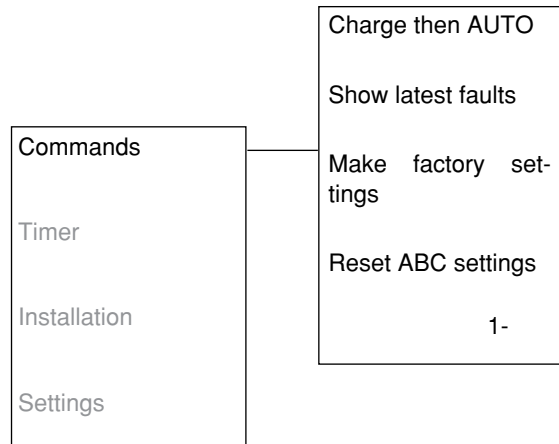 Commands
Timer
Installation
Settings
Charge then AUTO
Show latest faults
Make factory set-
tings
Reset ABC settings
1-